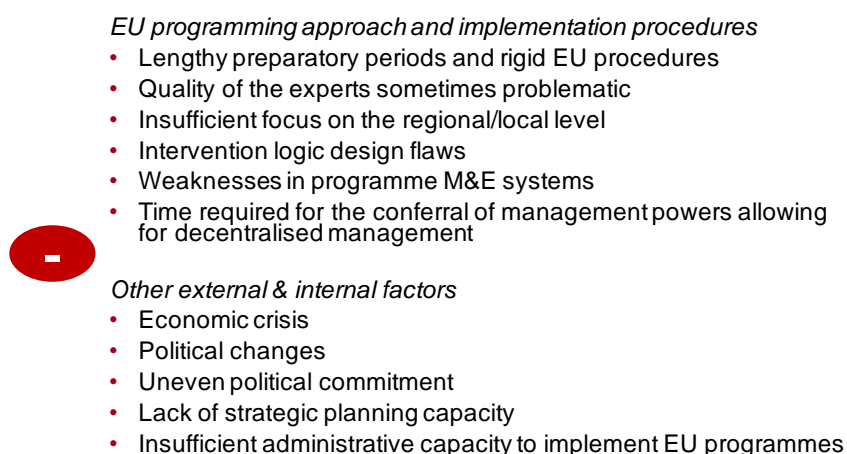 EU programming approach and implementation procedures
• Lengthy preparatory periods and rigid EU procedures
• Quality of the experts sometimes problematic
• Insufficient focus on the regional/local level
• Intervention logic design flaws
• Weaknesses in programme M&E systems
• Time required for the conferral of management powers allowing
for decentralised management
-
Other external & internal factors
• Economic crisis
• Political changes
• Uneven political commitment
• Lack of strategic planning capacity
• Insufficient administrative capacity to implement EU programmes